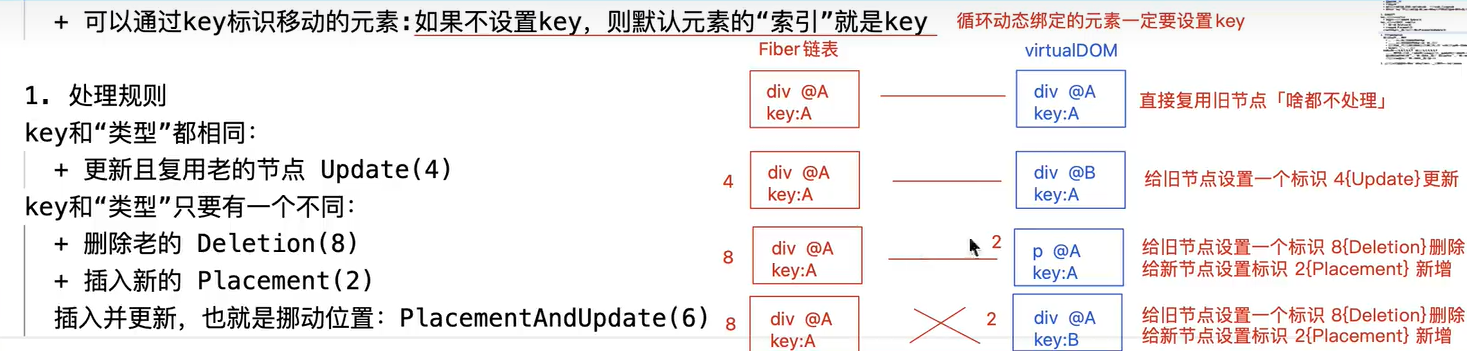 + 可以通过key标识移动的元素:如果不设置key，则默认元素的“索引”就是key
循环动态绑定的元素一定要设置key
1. 处理规则
key和“类型”都相同：
+ 更新且复用老的节点 Update(4)
key和“类型”只要有一个不同：
+ 删除老的 Deletion(8)
+ 插入新的 Placement(2)
插入并更新，也就是挪动位置：PlacementAndUpdate(6)
Fiber链表
virtualDOM
div @A
key:A
div @A
key:A
直接复用旧节点「啥都不处理」
4
div @A
key:A
div @B
key:A
给旧节点设置一个标识 4{Update}更新
8
div @A
key:A
2
p @A
key:A
给旧节点设置一个标识 8{Deletion}删除
给新节点设置标识 2{Placement} 新增
8
div @A
key:A
2
div @A
key:B
给旧节点设置一个标识 8{Deletion}删除
给新节点设置标识 2{Placement} 新增